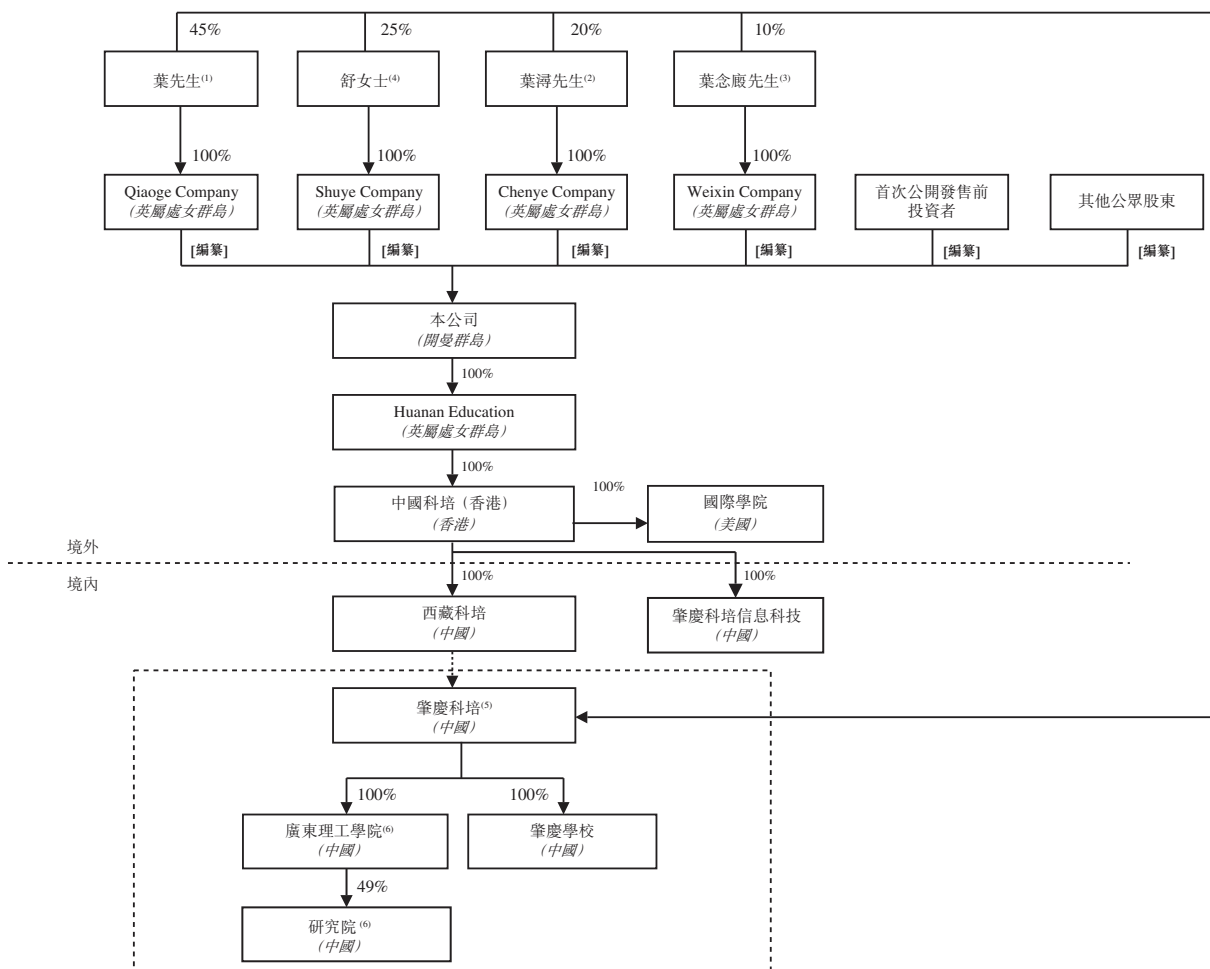 45%
25%
20%
10%
葉先生(1)
舒女士(4)
葉潯先生(2)
葉念廄先生(3)
100%
100%
100%
100%
Qiaoge Company
(英屬處女群島)
Shuye Company
(英屬處女群島)
Chenye Company
(英屬處女群島)
Weixin Company
(英屬處女群島)
首次公開發售前
投資者
其他公眾股東
[編纂]
[編纂]
[編纂]
[編纂]
[編纂]
[編纂]
本公司
(開曼群島)
100%
Huanan Education
(英屬處女群島)
100%
中國科培(香港)
(香港)
100%
國際學院
(美國)
境外
境內
100%
100%
西藏科培
(中國)
肇慶科培信息科技
(中國)
肇慶科培(5)
(中國)
100%
100%
廣東理工學院(6)
(中國)
肇慶學校
(中國)
49%
研究院(6)
(中國)